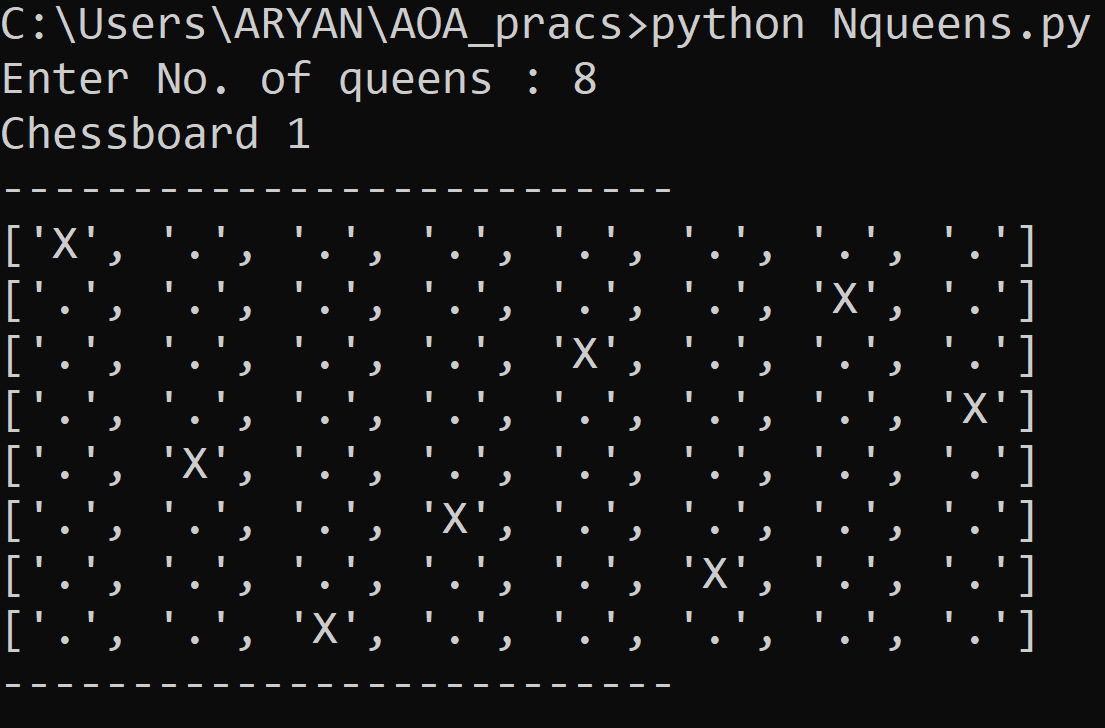 C:\Users\ARYAN\AOA_pracs>python Nqueens.py
Enter No. of queens : 8
Chessboard 1
--------------------------
['X', '.', '.', '.', '.', '.', '.', '.']
['.', '.', '.', '.', '.', '.', 'X', '.']
['.', '.', '.', '.', 'X', '.', '.', '.']
['.', '.', '.', '.', '.', '.', '.', 'X']
['.', 'X', '.', '.', '.', '.', '.', '.']
['.', '.', '.', 'X', '.', '.', '.', '.']
['.', '.', '.', '.', '.', 'X', '.', '.']
['.', '.', 'X', '.', '.', '.', '.', '.']
--------------------------